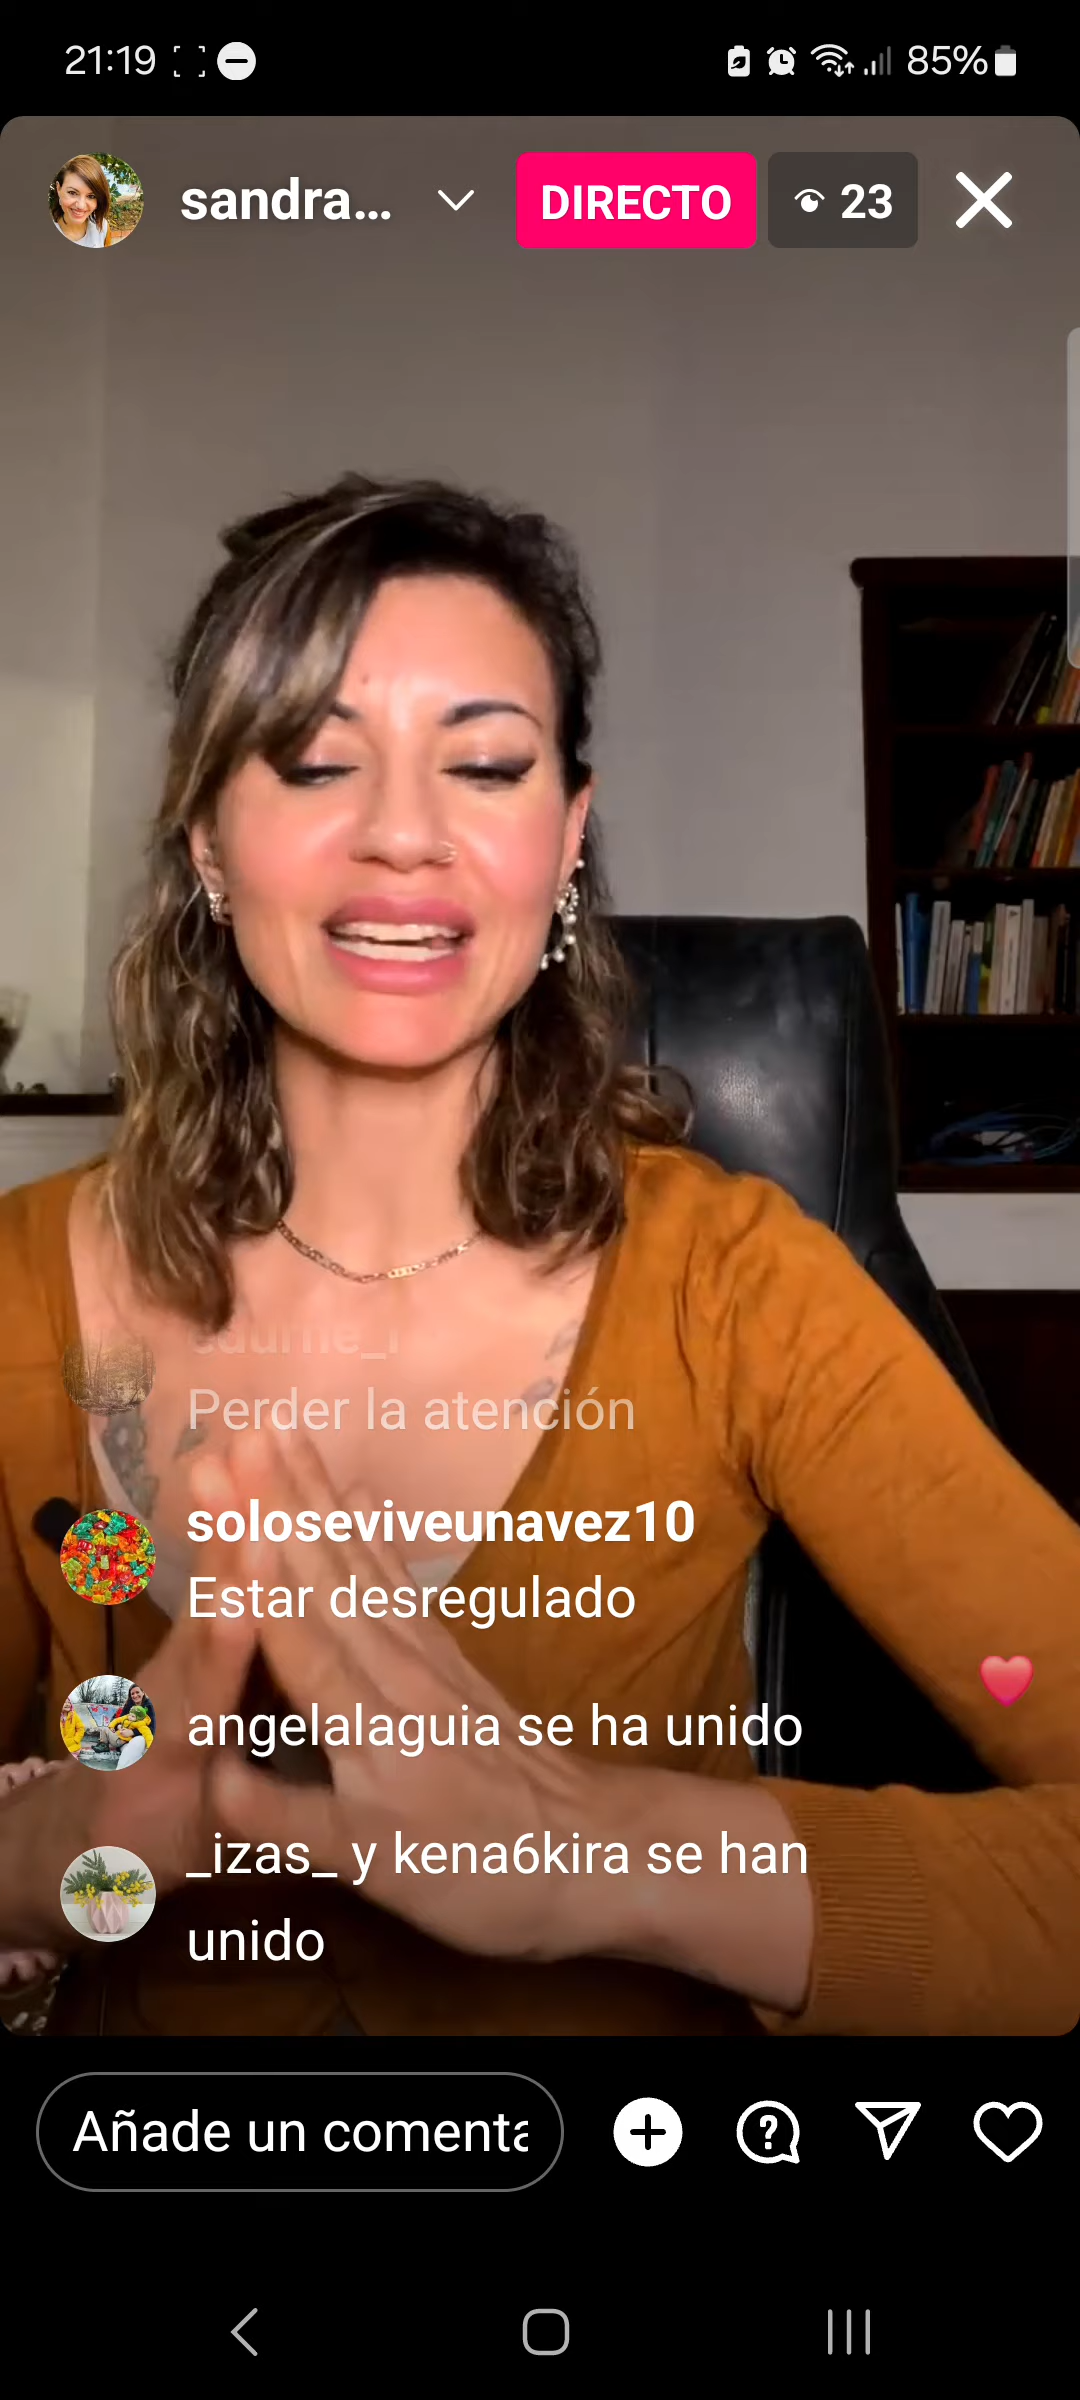 21:19
85%
sandra...
DIRECTO
23
edurne_r
Perder la atención
soloseviveunavez10
Estar desregulado
angelalaguia se ha unido
_izas_ y kena6kira se han
unido
Añade un comenta